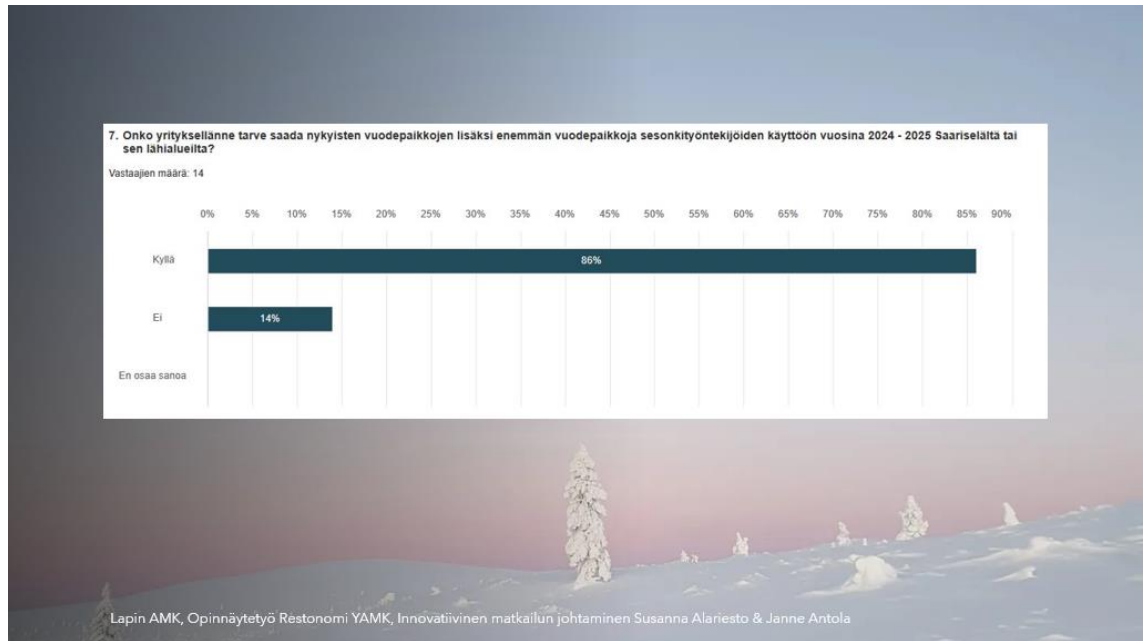 7. Onko yrityksellänne tarve saada nykyisten vuodepaikkojen lisäksi enemmän vuodepaikkoja sesonkityöntekijöiden käyttöön vuosina 2024 - 2025 Saariselältä tai
sen lähialueilta?
Vastaajien määrä: 14
0% 5% 10% 15% 20% 25% 30% 35% 40% 45% 50% 55% 60% 65% 70% 75% 80% 85% 90%
Kyllä 86%
Ei 14%
En osaa sanoa
Lapin AMK, Opinnäytetyö Restonomi YAMK, Innovatiivinen matkailun johtaminen Susanna Alariesto & Janne Antola